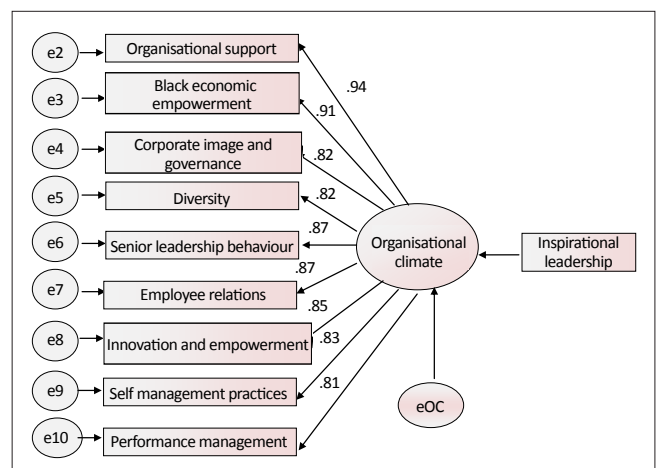 e2
Organisational support
.94
e3
Black economic
empowerment
.91
e4
Corporate image and
governance
.82
e5
Diversity
.82
e6
Senior leadership behaviour
.87
Organisational
climate
Inspirational
leadership
e7
Employee relations
.87
e8
Innovation and empowerment
.85
e9
Self management practices
.83
eOC
e10
Performance management
.81